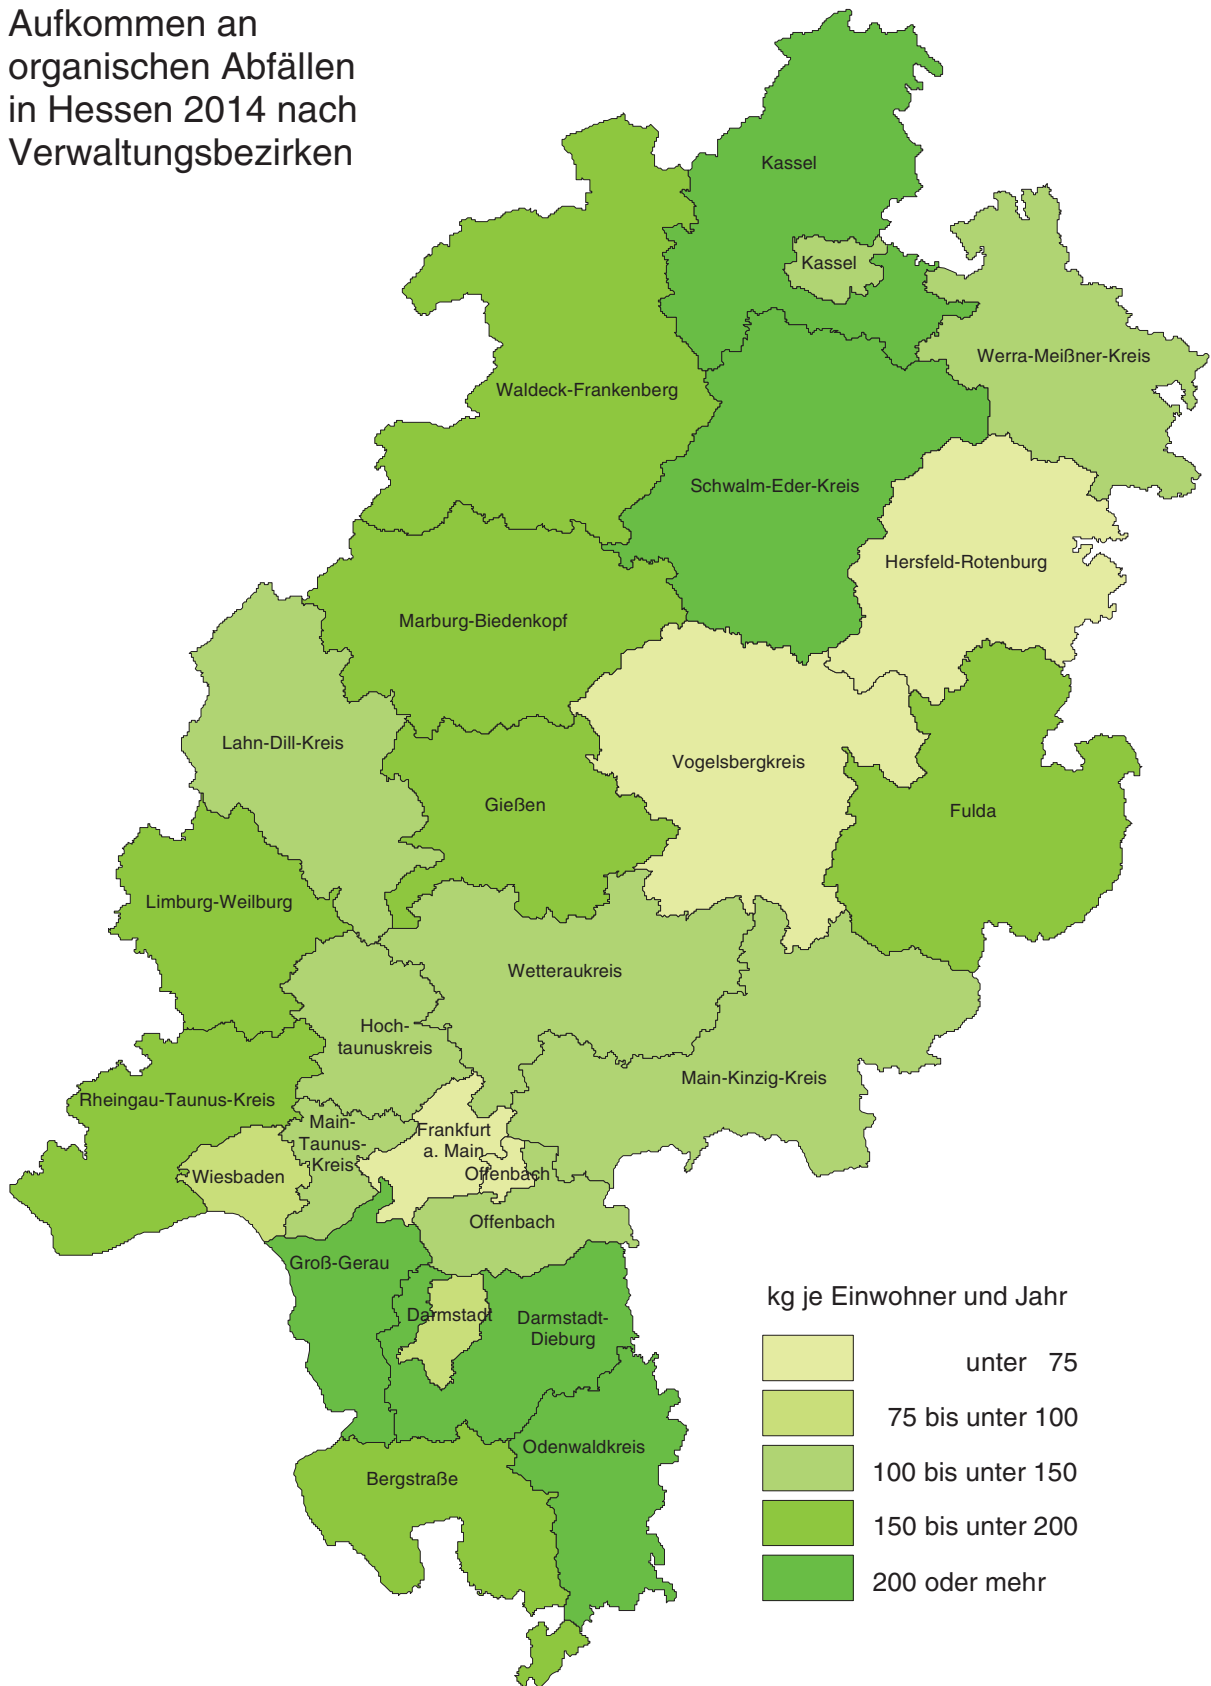 Aufkommen an
organischen Abfällen
in Hessen 2014 nach
Verwaltungsbezirken
Kassel
Kassel
Werra-Meißner-Kreis
Waldeck-Frankenberg
Schwalm-Eder-Kreis
Hersfeld-Rotenburg
Marburg-Biedenkopf
Lahn-Dill-Kreis
Vogelsbergkreis
Gießen
Fulda
Limburg-Weilburg
Wetteraukreis
Hoch-
taunuskreis
Main-Kinzig-Kreis
Rheingau-Taunus-Kreis
Main-
Taunus-
Kreis
Frankfurt
a. Main
Offenbach
Wiesbaden
Offenbach
Groß-Gerau
Darmstadt
Darmstadt-
Dieburg
Odenwaldkreis
Bergstraße
kg je Einwohner und Jahr
unter 75
75 bis unter 100
100 bis unter 150
150 bis unter 200
200 oder mehr